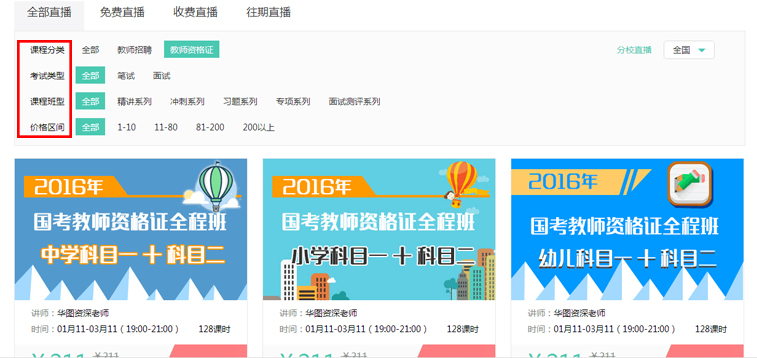 全部直播 免费直播 收费直播 往期直播
课程分类 全部 教师招聘 教师资格证 分校直播 全国
考试类型 全部 笔试 面试
课程班型 全部 精讲系列 冲刺系列 习题系列 专项系列 面试测评系列
价格区间 全部 1-10 11-80 81-200 200以上
2016年
国考教师资格证全程班
中学科目一 + 科目二
讲师：华图资深老师
时间：01月11-03月11 ( 19:00-21:00 ) 128课时
¥ 211 ¥ 211
2016年
国考教师资格证全程班
小学科目一 + 科目二
讲师：华图资深老师
时间：01月11-03月11 ( 19:00-21:00 ) 128课时
¥ 211 ¥ 211
2016年
国考教师资格证全程班
幼儿科目一 + 科目二
讲师：华图资深老师
时间：01月11-03月11 ( 19:00-21:00 ) 128课时
¥ 211 ¥ 211